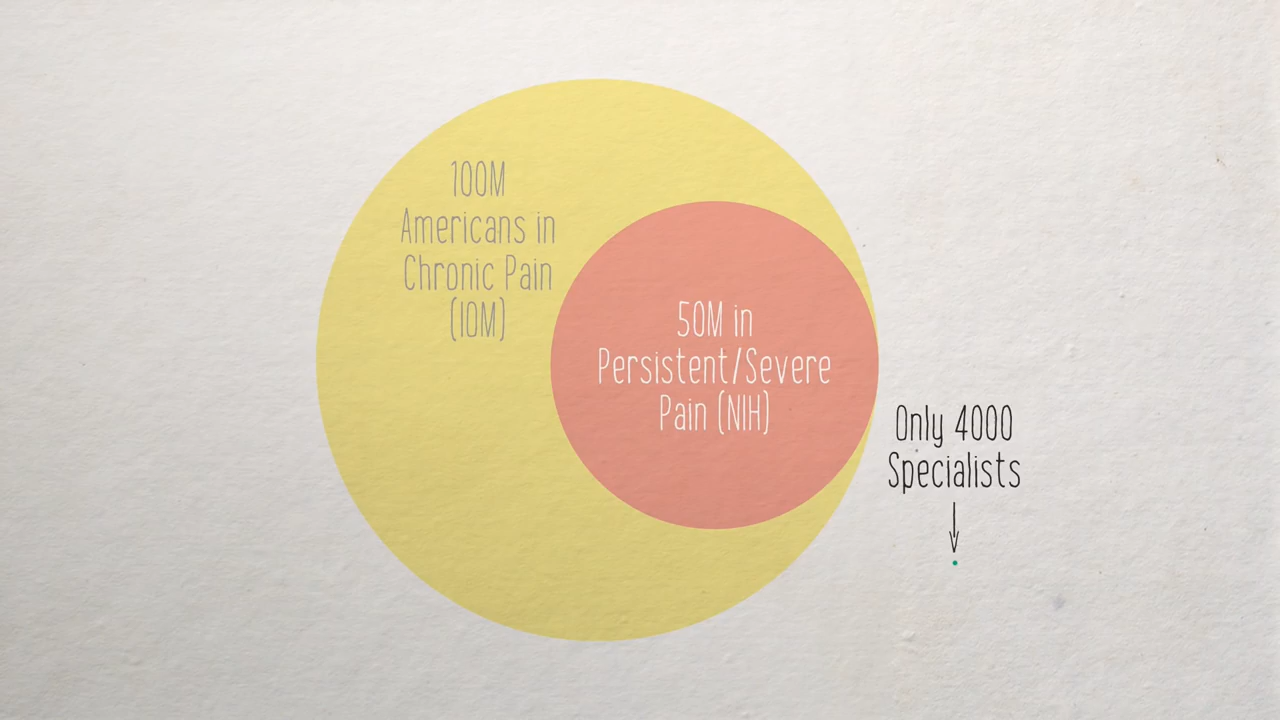 100M
Americans in
Chronic Pain
(IOM)
50M in
Persistent/Severe
Pain (NIH)
Only 4000
Specialists